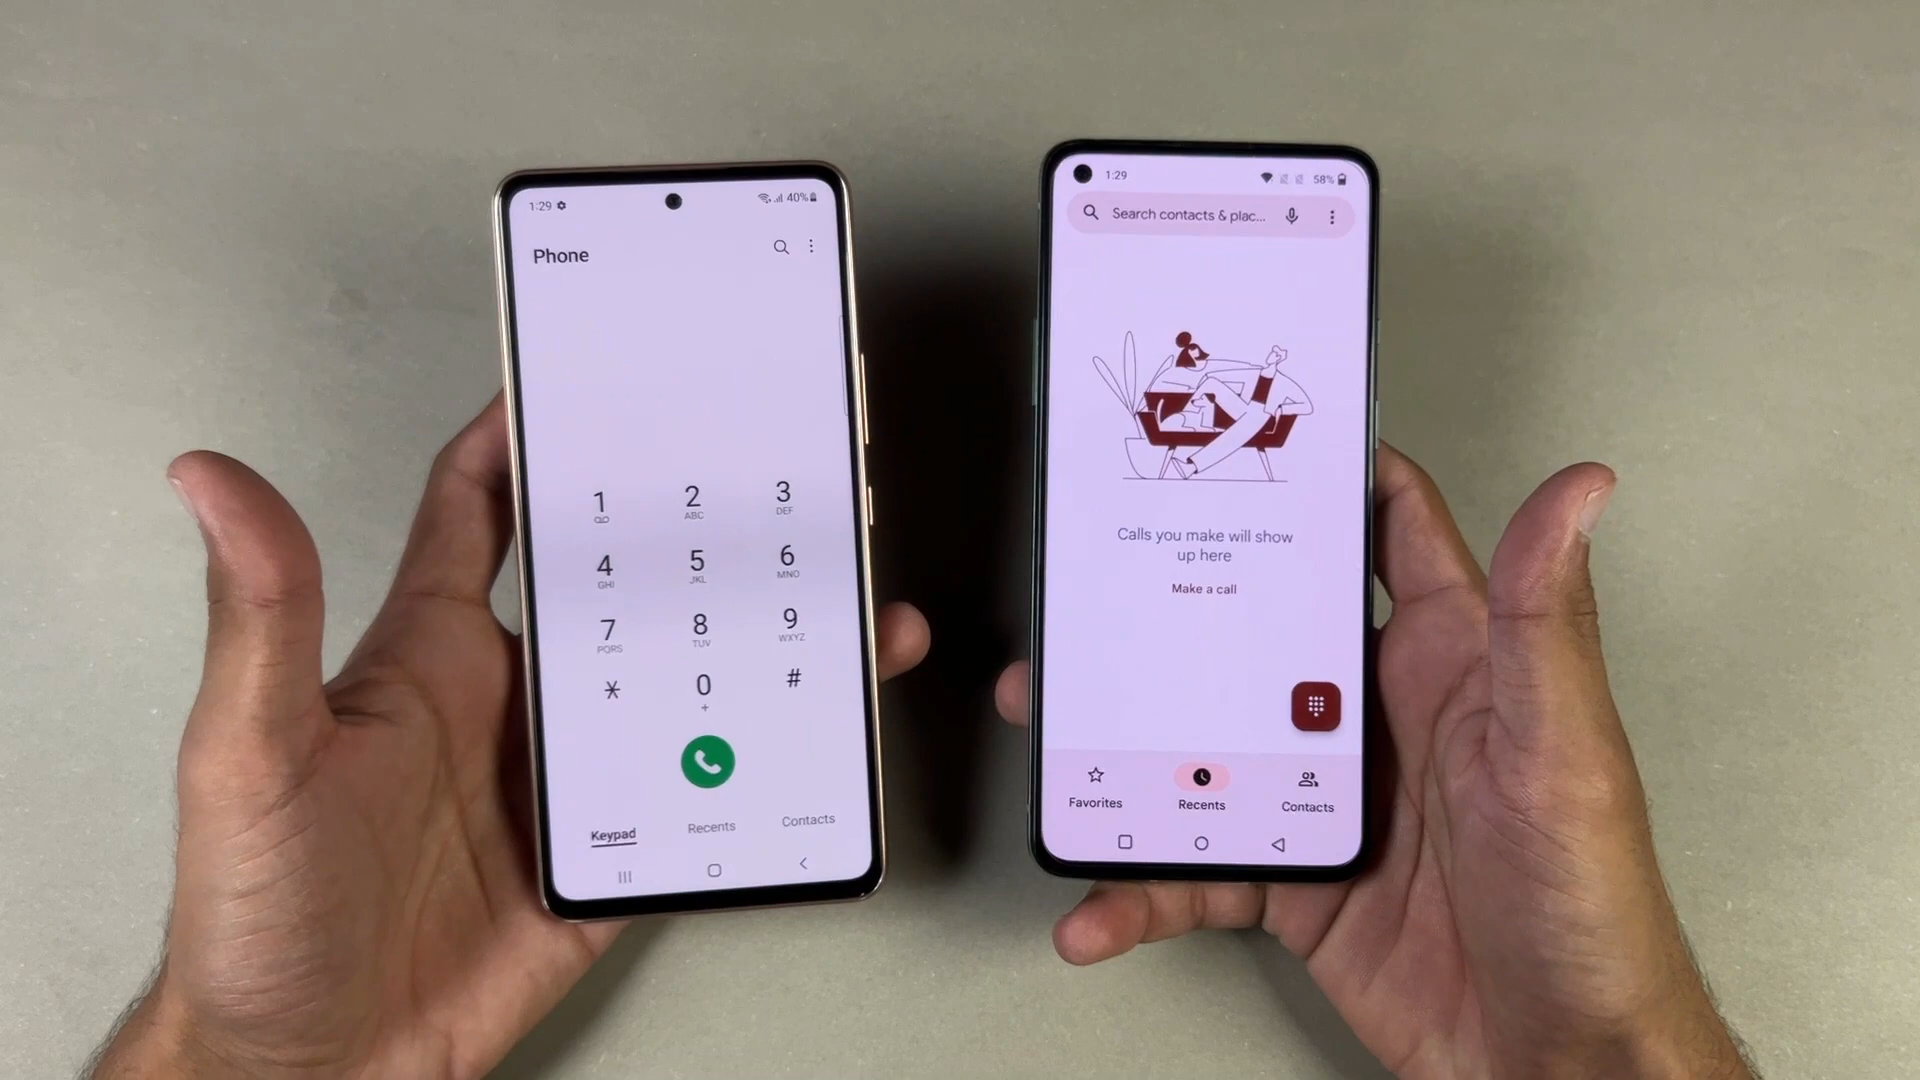 1:29
40%
Phone
1 2 3
ABC DEF
4 5 6
GHI JKL MNO
7 8 9
PQRS TUV WXYZ
* 0 #
+
Keypad Recents Contacts
1:29
58%
Search contacts & plac...
Calls you make will show
up here
Make a call
Favorites Recents Contacts